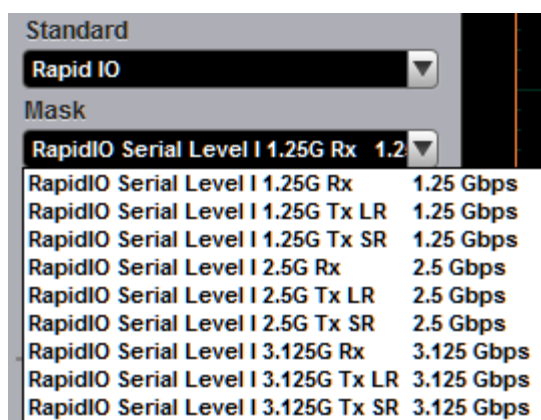 Standard
Rapid IO
Mask
RapidIO Serial Level I 1.25G Rx 1.2
RapidIO Serial Level I 1.25G Rx 1.25 Gbps
RapidIO Serial Level I 1.25G Tx LR 1.25 Gbps
RapidIO Serial Level I 1.25G Tx SR 1.25 Gbps
RapidIO Serial Level I 2.5G Rx 2.5 Gbps
RapidIO Serial Level I 2.5G Tx LR 2.5 Gbps
RapidIO Serial Level I 2.5G Tx SR 2.5 Gbps
RapidIO Serial Level I 3.125G Rx 3.125 Gbps
RapidIO Serial Level I 3.125G Tx LR 3.125 Gbps
RapidIO Serial Level I 3.125G Tx SR 3.125 Gbps